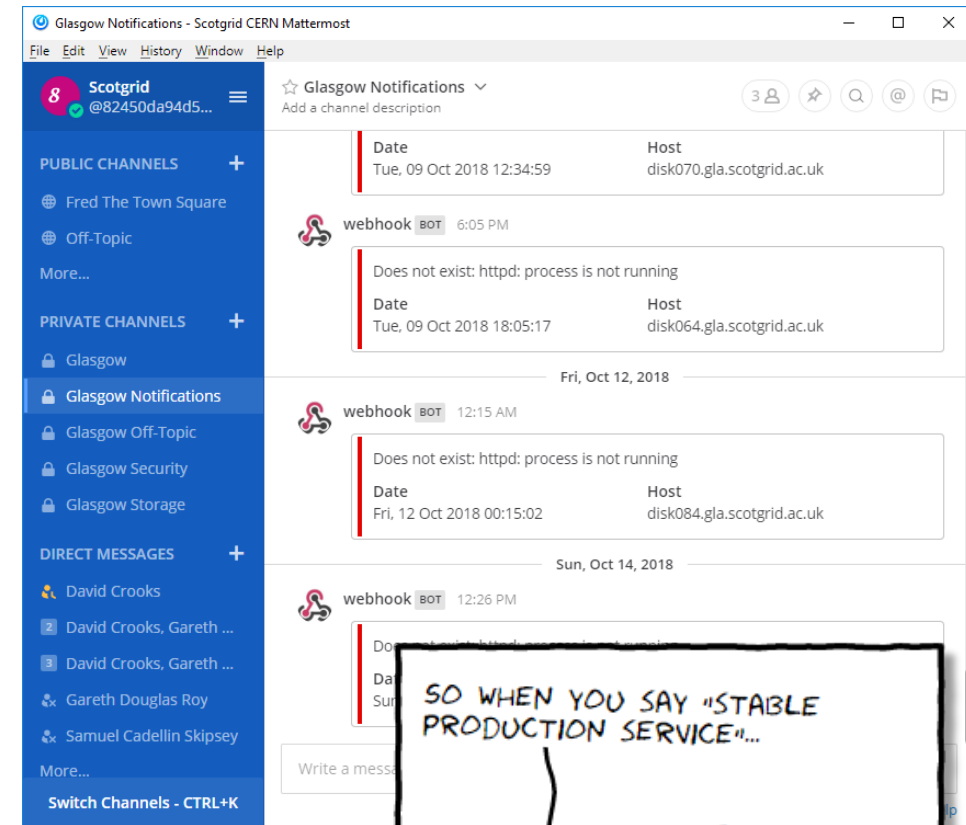 Glasgow Notifications - Scotgrid CERN Mattermost
File Edit View History Window Help
8
Scotgrid
@82450da94d5...
PUBLIC CHANNELS +
Fred The Town Square
Off-Topic
More...
PRIVATE CHANNELS +
Glasgow
Glasgow Notifications
Glasgow Off-Topic
Glasgow Security
Glasgow Storage
DIRECT MESSAGES +
David Crooks
2 David Crooks, Gareth ...
3 David Crooks, Gareth ...
Gareth Douglas Roy
Samuel Cadellin Skipsey
More...
Switch Channels - CTRL+K
Glasgow Notifications
Add a channel description
3
@
Date Host
Tue, 09 Oct 2018 12:34:59 disk070.gla.scotgrid.ac.uk
webhook BOT 6:05 PM
Does not exist: httpd: process is not running
Date Host
Tue, 09 Oct 2018 18:05:17 disk064.gla.scotgrid.ac.uk
Fri, Oct 12, 2018
webhook BOT 12:15 AM
Does not exist: httpd: process is not running
Date Host
Fri, 12 Oct 2018 00:15:02 disk084.gla.scotgrid.ac.uk
Sun, Oct 14, 2018
webhook BOT 12:26 PM
Write a
SO WHEN YOU SAY "STABLE
PRODUCTION SERVICE"...